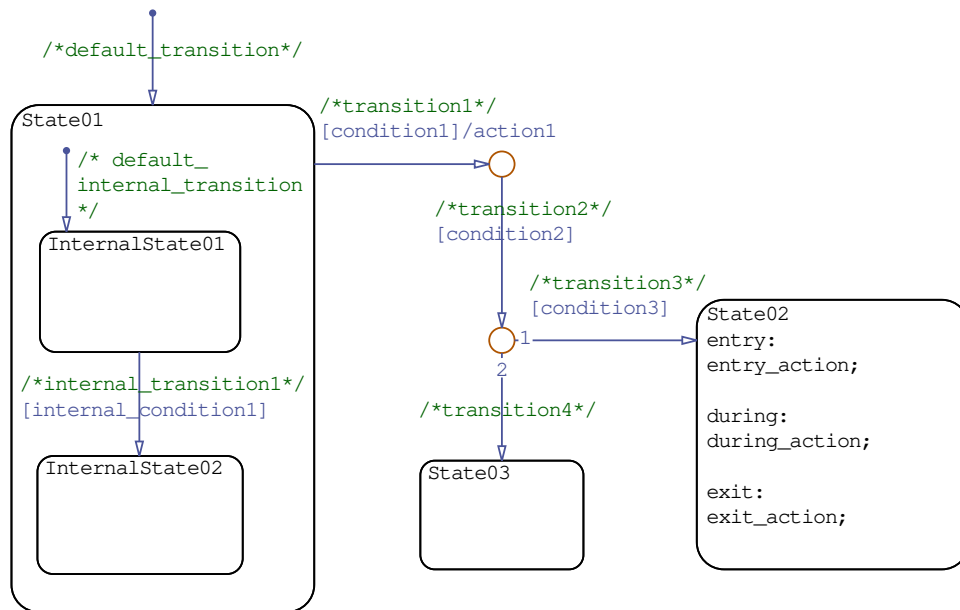 /*default_transition*/
State01
/* default_
internal_transition
*/
InternalState01
/*internal_transition1*/
[internal_condition1]
InternalState02
/*transition1*/
[condition1]/action1
/*transition2*/
[condition2]
/*transition3*/
[condition3]
1
2
/*transition4*/
State03
State02
entry:
entry_action;
during:
during_action;
exit:
exit_action;